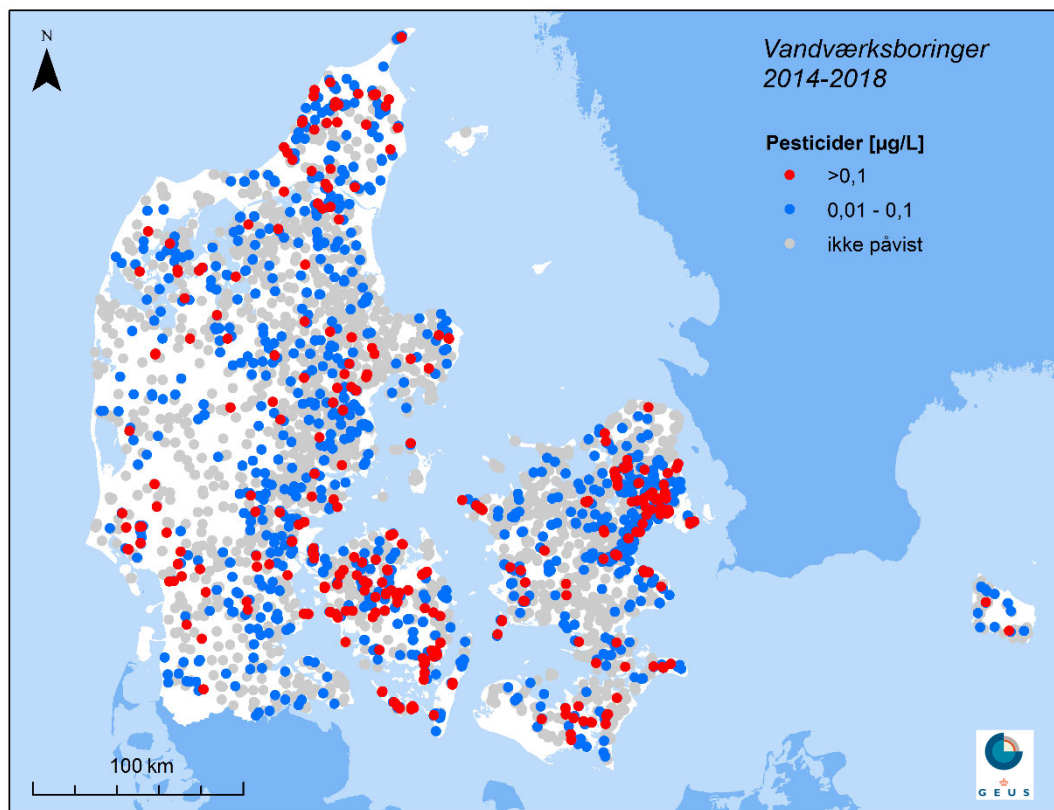 N
Vandværksboringer
2014-2018
Pesticider [µg/L]
>0,1
0,01 - 0,1
ikke påvist
100 km
GEUS